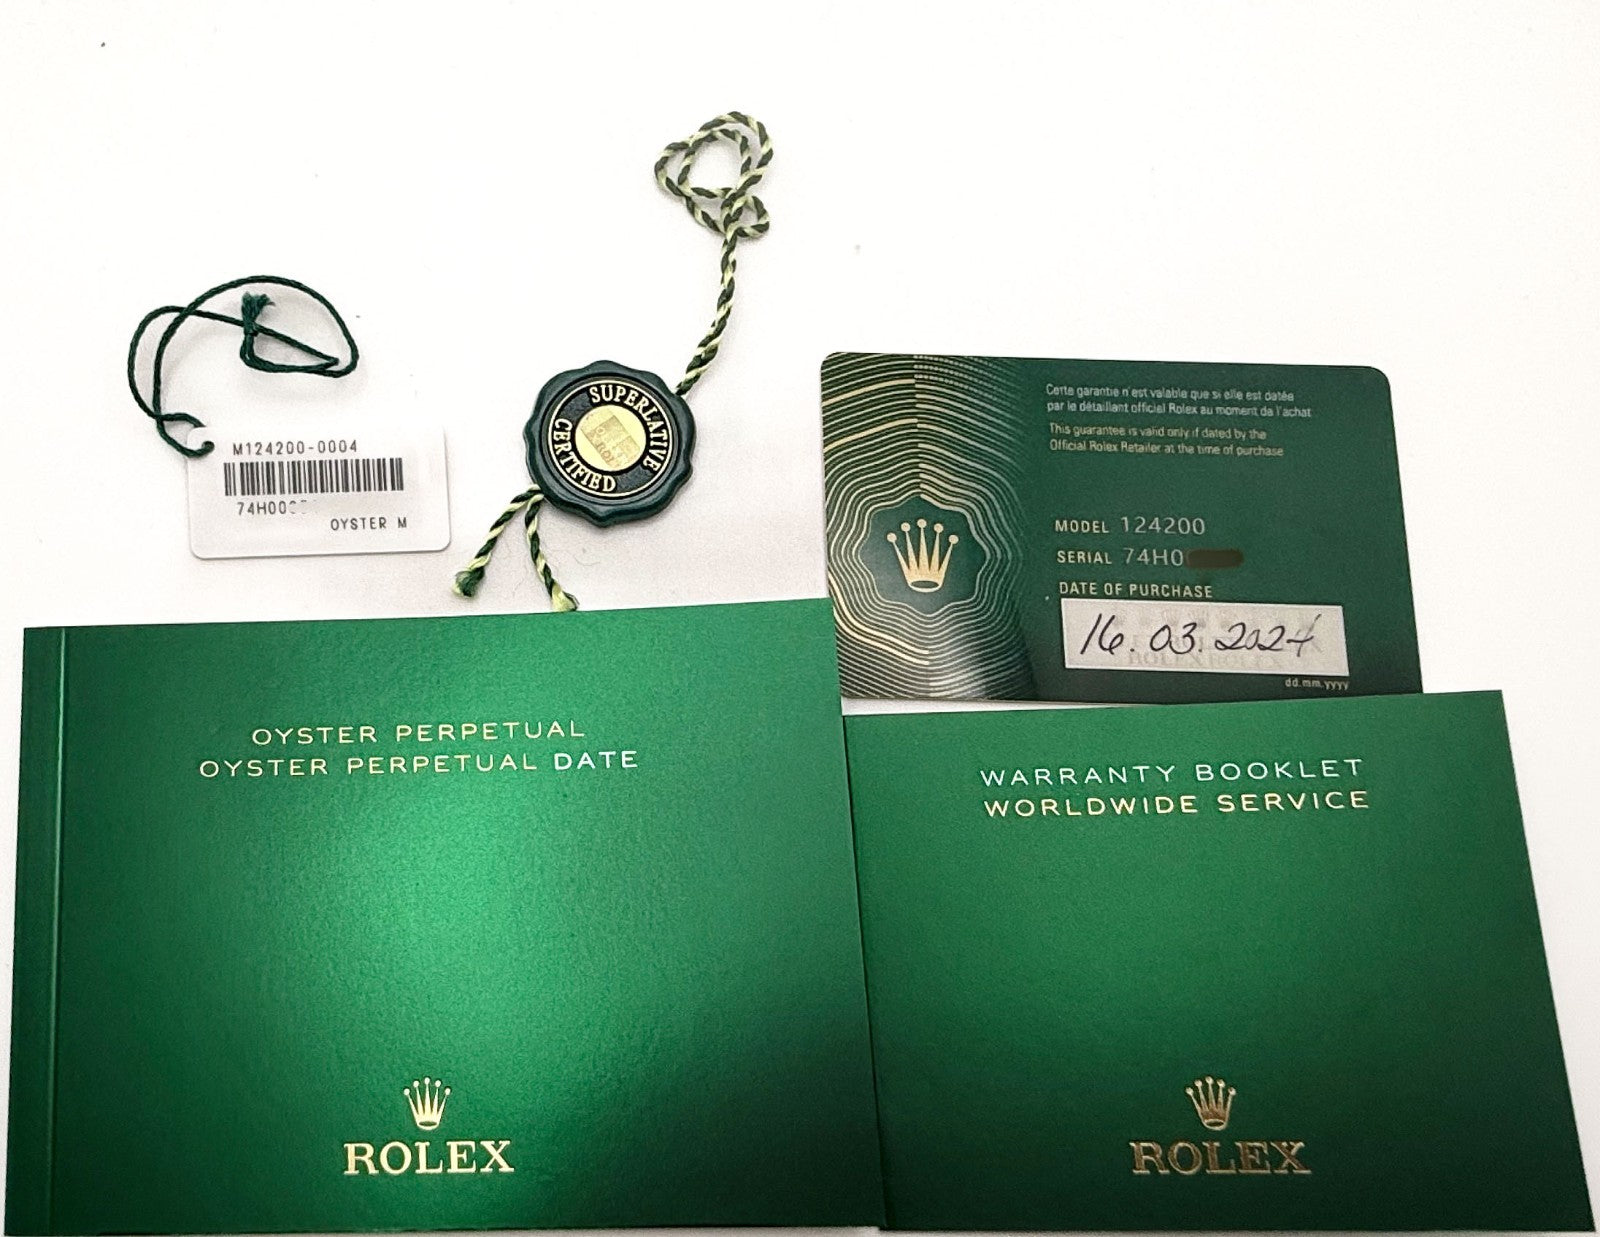 M124200-0004
74H00
OYSTER M
SUPERLATIVE
CERTIFIED
Cette garantie n'est valable que si elle est datée
par le détaillant officiel Rolex au moment de l'achat
This guarantee is valid only if dated by the
Official Rolex Retailer at the time of purchase
MODEL 124200
SERIAL 74H0
DATE OF PURCHASE
16.03.2024
dd.mm.yyyy
OYSTER PERPETUAL
OYSTER PERPETUAL DATE
ROLEX
WARRANTY BOOKLET
WORLDWIDE SERVICE
ROLEX